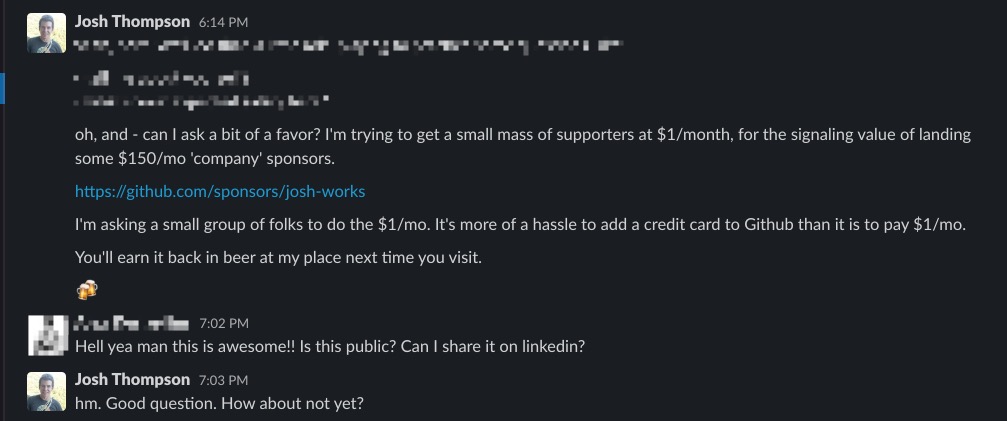 Josh Thompson 6:14 PM
oh, and - can I ask a bit of a favor? I'm trying to get a small mass of supporters at $1/month, for the signaling value of landing
some $150/mo 'company' sponsors.
https://github.com/sponsors/josh-works
I'm asking a small group of folks to do the $1/mo. It's more of a hassle to add a credit card to Github than it is to pay $1/mo.
You'll earn it back in beer at my place next time you visit.
7:02 PM
Hell yea man this is awesome!! Is this public? Can I share it on linkedin?
Josh Thompson 7:03 PM
hm. Good question. How about not yet?